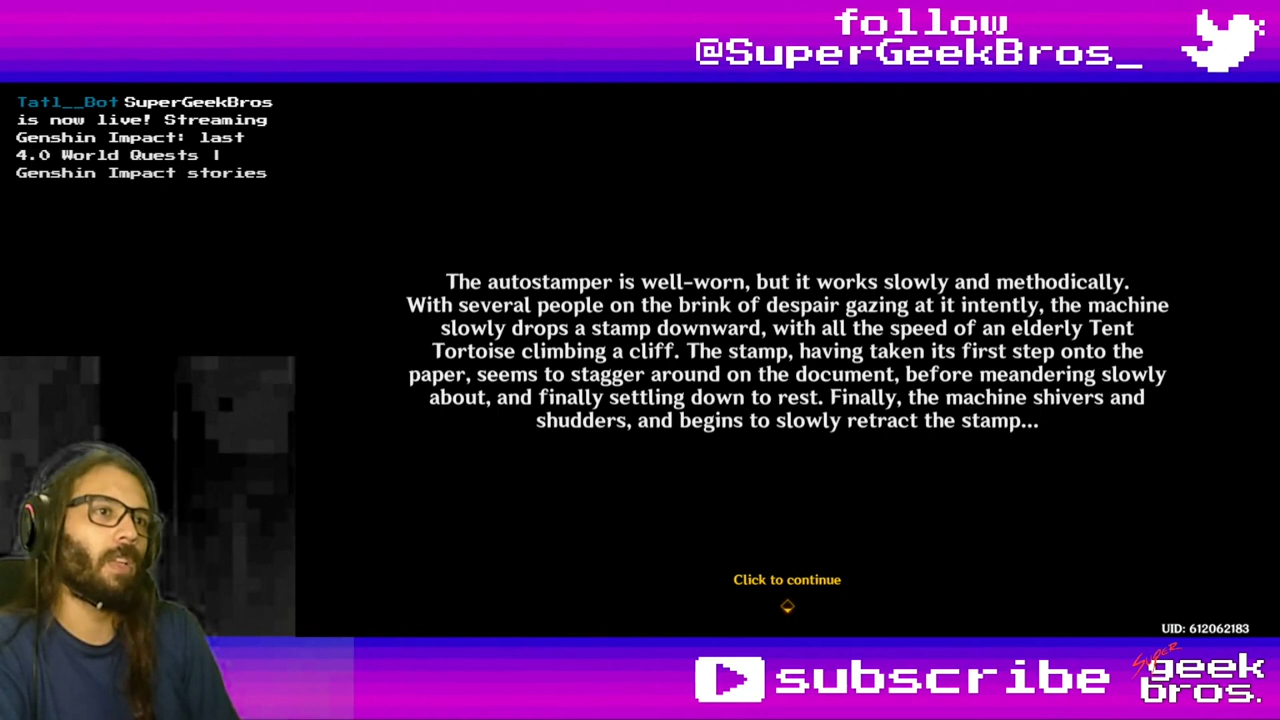 follow
@SuperGeekBros_
Tatl__Bot SuperGeekBros
is now live! Streaming
Genshin Impact: last
4.0 World Quests |
Genshin Impact stories
The autostamper is well-worn, but it works slowly and methodically.
With several people on the brink of despair gazing at it intently, the machine
slowly drops a stamp downward, with all the speed of an elderly Tent
Tortoise climbing a cliff. The stamp, having taken its first step onto the
paper, seems to stagger around on the document, before meandering slowly
about, and finally settling down to rest. Finally, the machine shivers and
shudders, and begins to slowly retract the stamp...
Click to continue
UID: 612062183
subscribe
SUPER
geek
bros.